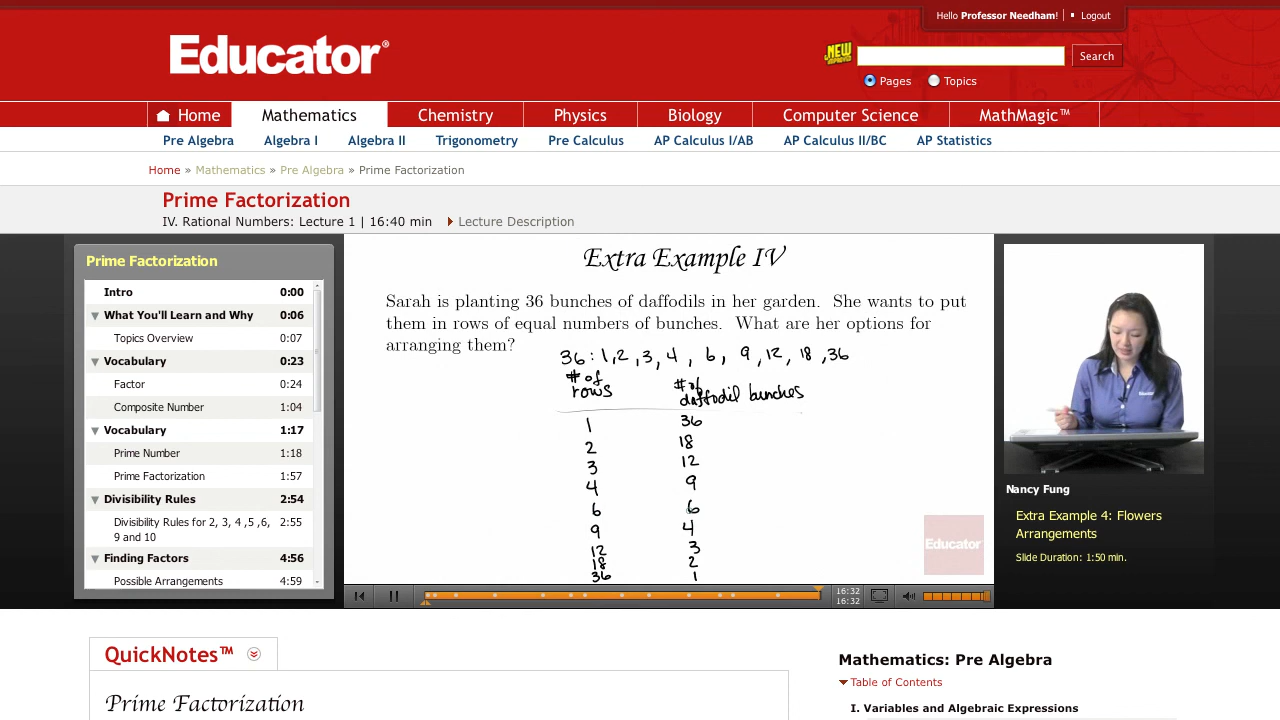 Hello Professor Needham! | ▪ Logout
Educator®
NEW
Search
Pages Topics
Home Mathematics Chemistry Physics Biology Computer Science MathMagic™
Pre Algebra Algebra I Algebra II Trigonometry Pre Calculus AP Calculus I/AB AP Calculus II/BC AP Statistics
Home » Mathematics » Pre Algebra » Prime Factorization
Prime Factorization
IV. Rational Numbers: Lecture 1 | 16:40 min Lecture Description
Prime Factorization
Intro 0:00
What You'll Learn and Why 0:06
Topics Overview 0:07
Vocabulary 0:23
Factor 0:24
Composite Number 1:04
Vocabulary 1:17
Prime Number 1:18
Prime Factorization 1:57
Divisibility Rules 2:54
Divisibility Rules for 2, 3, 4 ,5 ,6, 2:55
9 and 10
Finding Factors 4:56
Possible Arrangements 4:59
Extra Example IV
Sarah is planting 36 bunches of daffodils in her garden. She wants to put
them in rows of equal numbers of bunches. What are her options for
arranging them?
36: 1, 2, 3, 4, 6, 9, 12, 18, 36
# of
rows
# of
daffodil bunches
1 36
2 18
3 12
4 9
6 6
9 4
12 3
18 2
36 1
Educator
16:32
16:32
Educator
Nancy Fung
Extra Example 4: Flowers
Arrangements
Slide Duration: 1:50 min.
QuickNotes™
Prime Factorization
Mathematics: Pre Algebra
Table of Contents
I. Variables and Algebraic Expressions